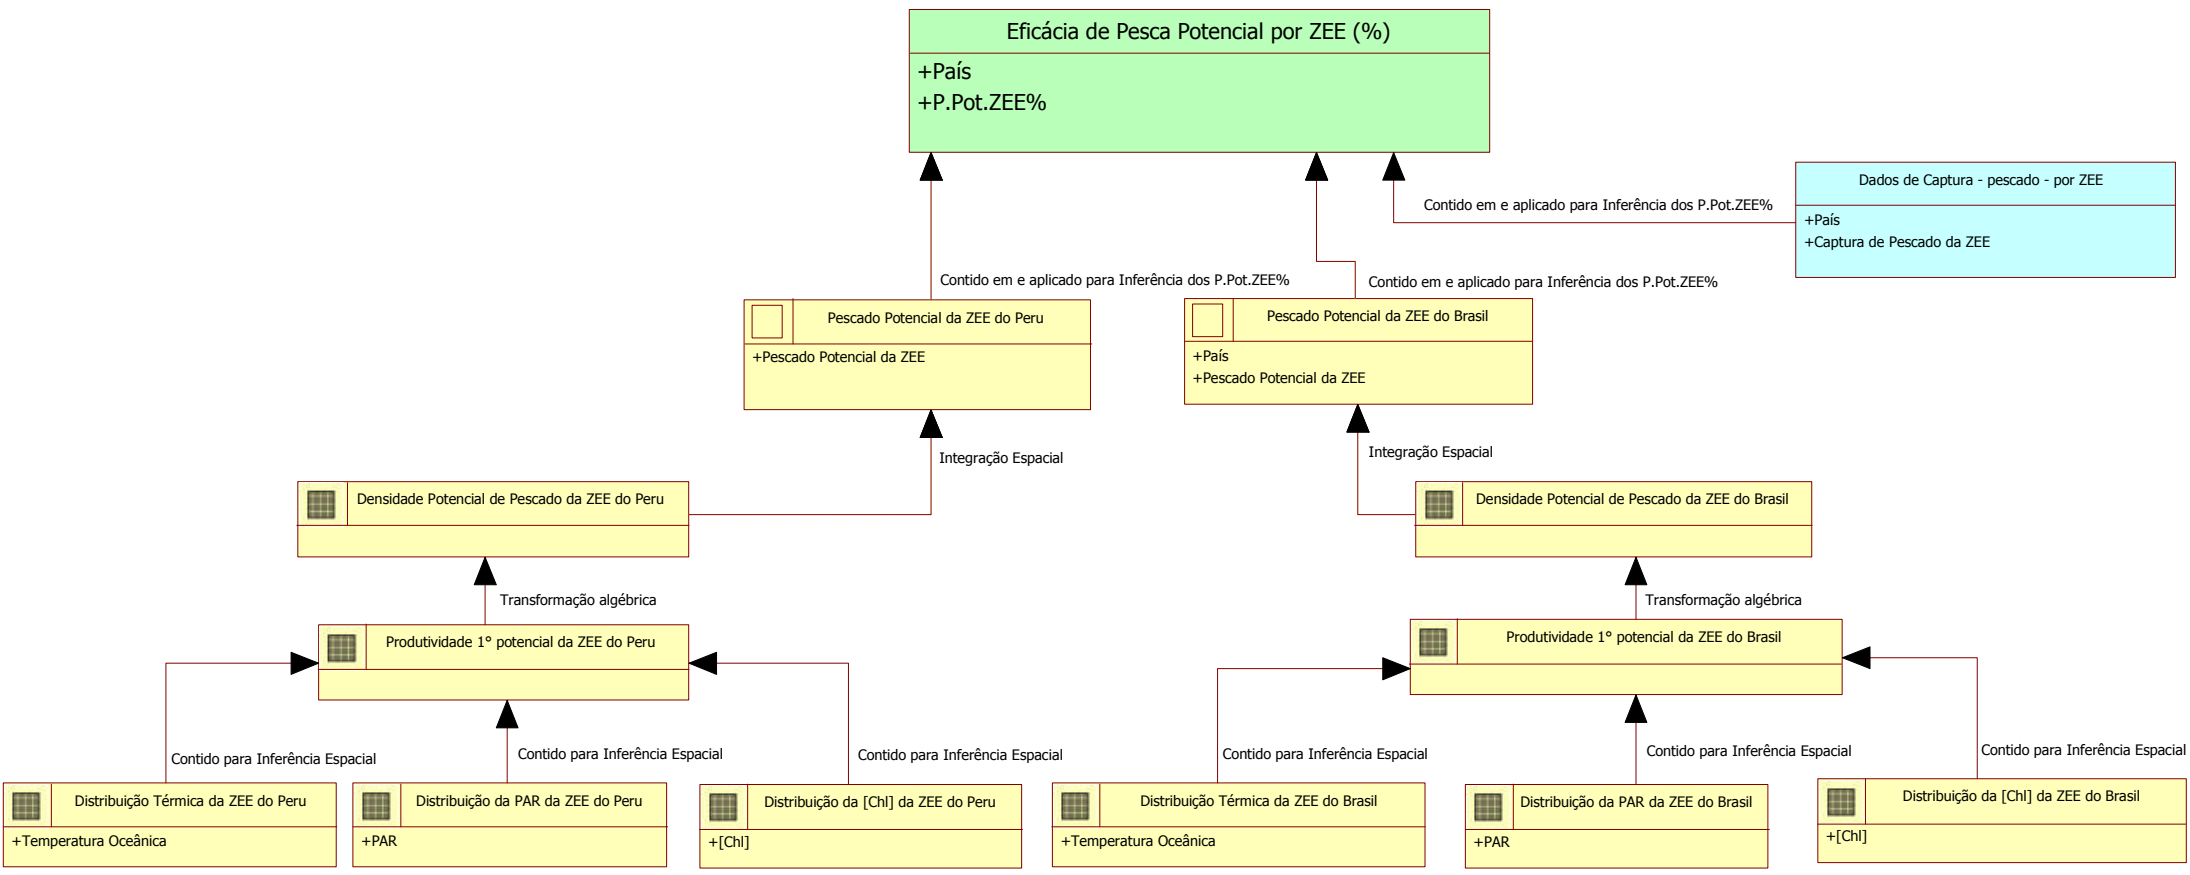 Eficácia de Pesca Potencial por ZEE (%)
+País
+P.Pot.ZEE%
Dados de Captura - pescado - por ZEE
+País
+Captura de Pescado da ZEE
Contido em e aplicado para Inferência dos P.Pot.ZEE%
Contido em e aplicado para Inferência dos P.Pot.ZEE%
Contido em e aplicado para Inferência dos P.Pot.ZEE%
Pescado Potencial da ZEE do Peru
+Pescado Potencial da ZEE
Pescado Potencial da ZEE do Brasil
+País
+Pescado Potencial da ZEE
Integração Espacial
Integração Espacial
Densidade Potencial de Pescado da ZEE do Peru
Densidade Potencial de Pescado da ZEE do Brasil
Transformação algébrica
Transformação algébrica
Produtividade 1° potencial da ZEE do Peru
Produtividade 1° potencial da ZEE do Brasil
Contido para Inferência Espacial
Contido para Inferência Espacial
Contido para Inferência Espacial
Contido para Inferência Espacial
Contido para Inferência Espacial
Contido para Inferência Espacial
Distribuição Térmica da ZEE do Peru
+Temperatura Oceânica
Distribuição da PAR da ZEE do Peru
+PAR
Distribuição da [Chl] da ZEE do Peru
+[Chl]
Distribuição Térmica da ZEE do Brasil
+Temperatura Oceânica
Distribuição da PAR da ZEE do Brasil
+PAR
Distribuição da [Chl] da ZEE do Brasil
+[Chl]